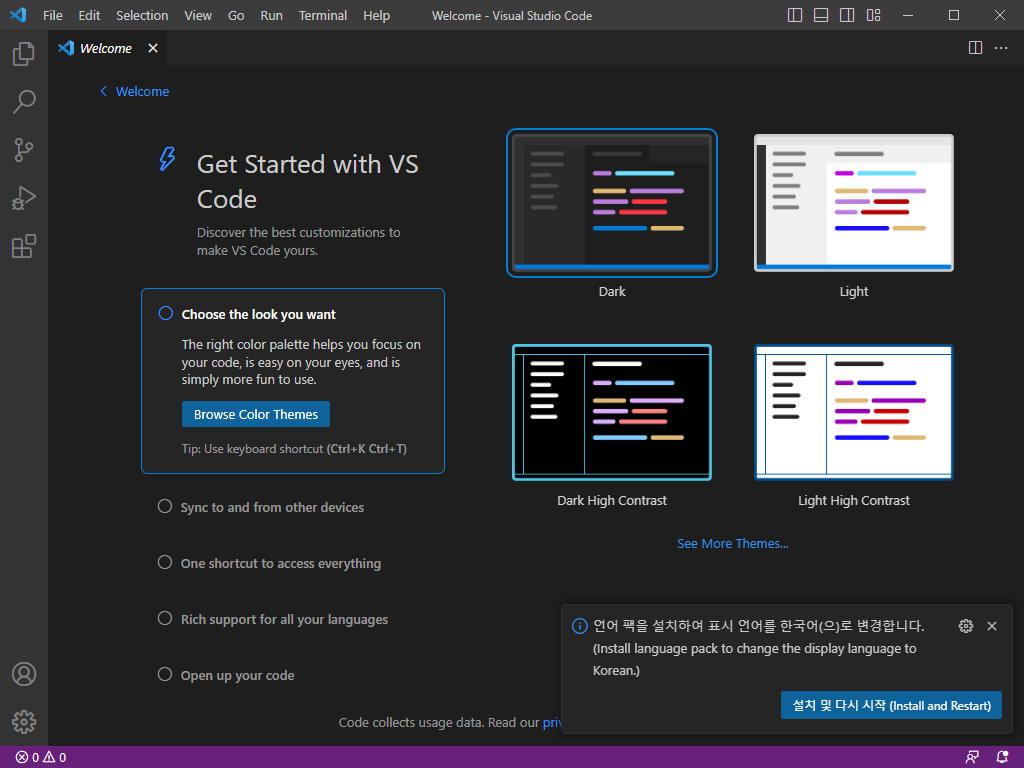 File Edit Selection View Go Run Terminal Help Welcome - Visual Studio Code
Welcome
Welcome
Get Started with VS
Code
Discover the best customizations to
make VS Code yours.
Choose the look you want
The right color palette helps you focus on
your code, is easy on your eyes, and is
simply more fun to use.
Browse Color Themes
Tip: Use keyboard shortcut (Ctrl+K Ctrl+T)
Sync to and from other devices
One shortcut to access everything
Rich support for all your languages
Open up your code
Dark
Light
Dark High Contrast
Light High Contrast
See More Themes...
언어 팩을 설치하여 표시 언어를 한국어(으)로 변경합니다.
(Install language pack to change the display language to
Korean.)
설치 및 다시 시작 (Install and Restart)
Code collects usage data. Read our
0 0